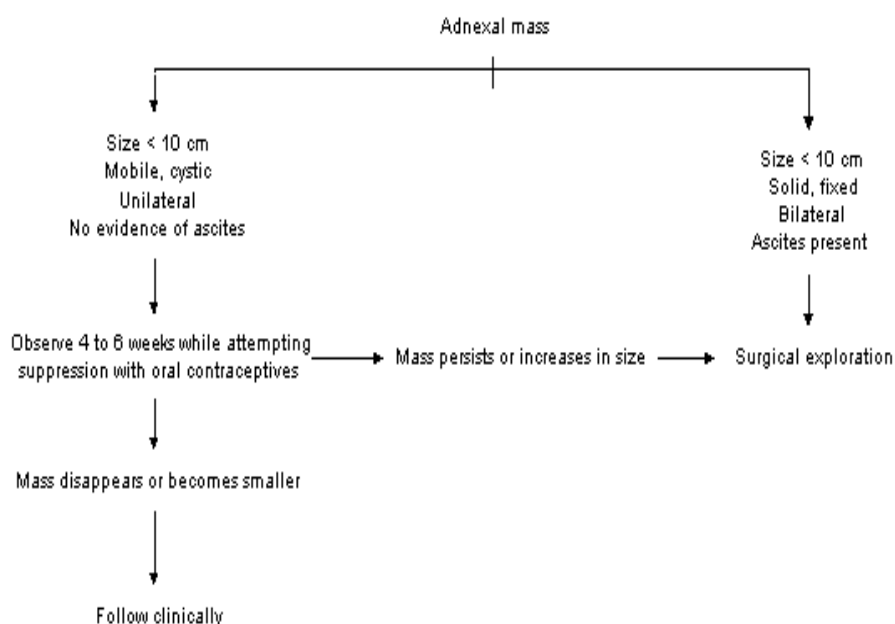 Adnexal mass
Size < 10 cm
Mobile, cystic
Unilateral
No evidence of ascites
Size < 10 cm
Solid, fixed
Bilateral
Ascites present
Observe 4 to 6 weeks while attempting
suppression with oral contraceptives
Mass persists or increases in size
Surgical exploration
Mass disappears or becomes smaller
Follow clinically